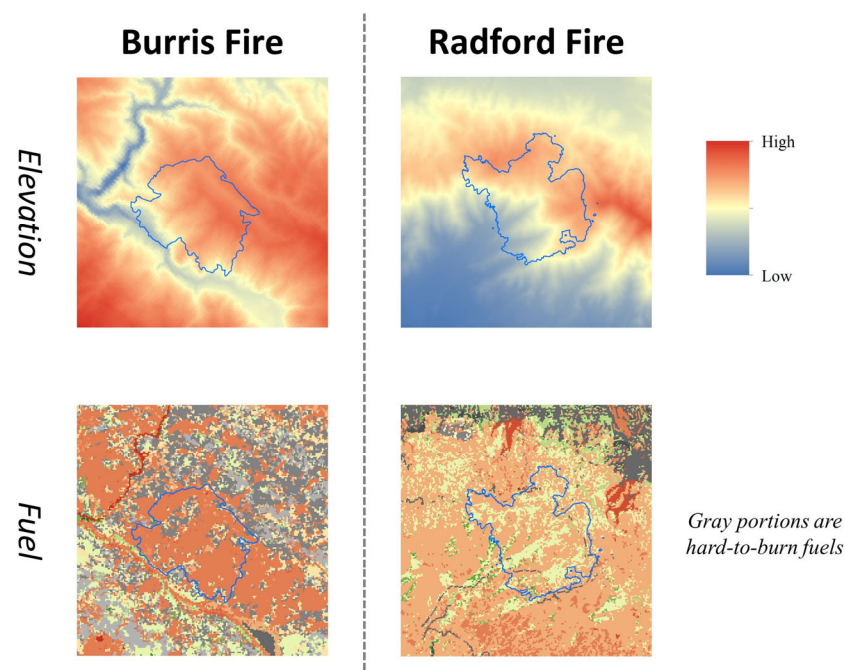 Burris Fire
Radford Fire
Elevation
High
Low
Fuel
Gray portions are
hard-to-burn fuels